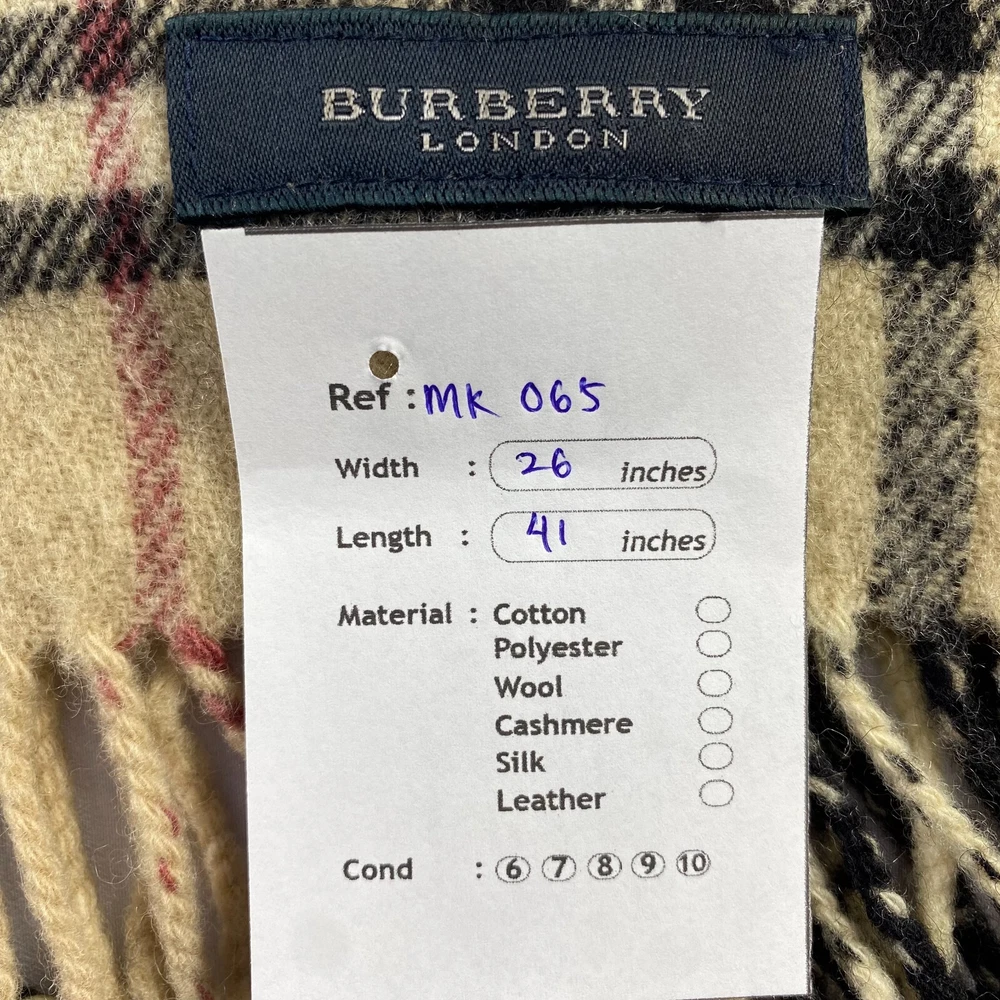 BURBERRY
LONDON
Ref : MK 065
Width : 26 inches
Length : 41 inches
Material : Cotton
Polyester
Wool
Cashmere
Silk
Leather
Cond : 6 7 8 9 10